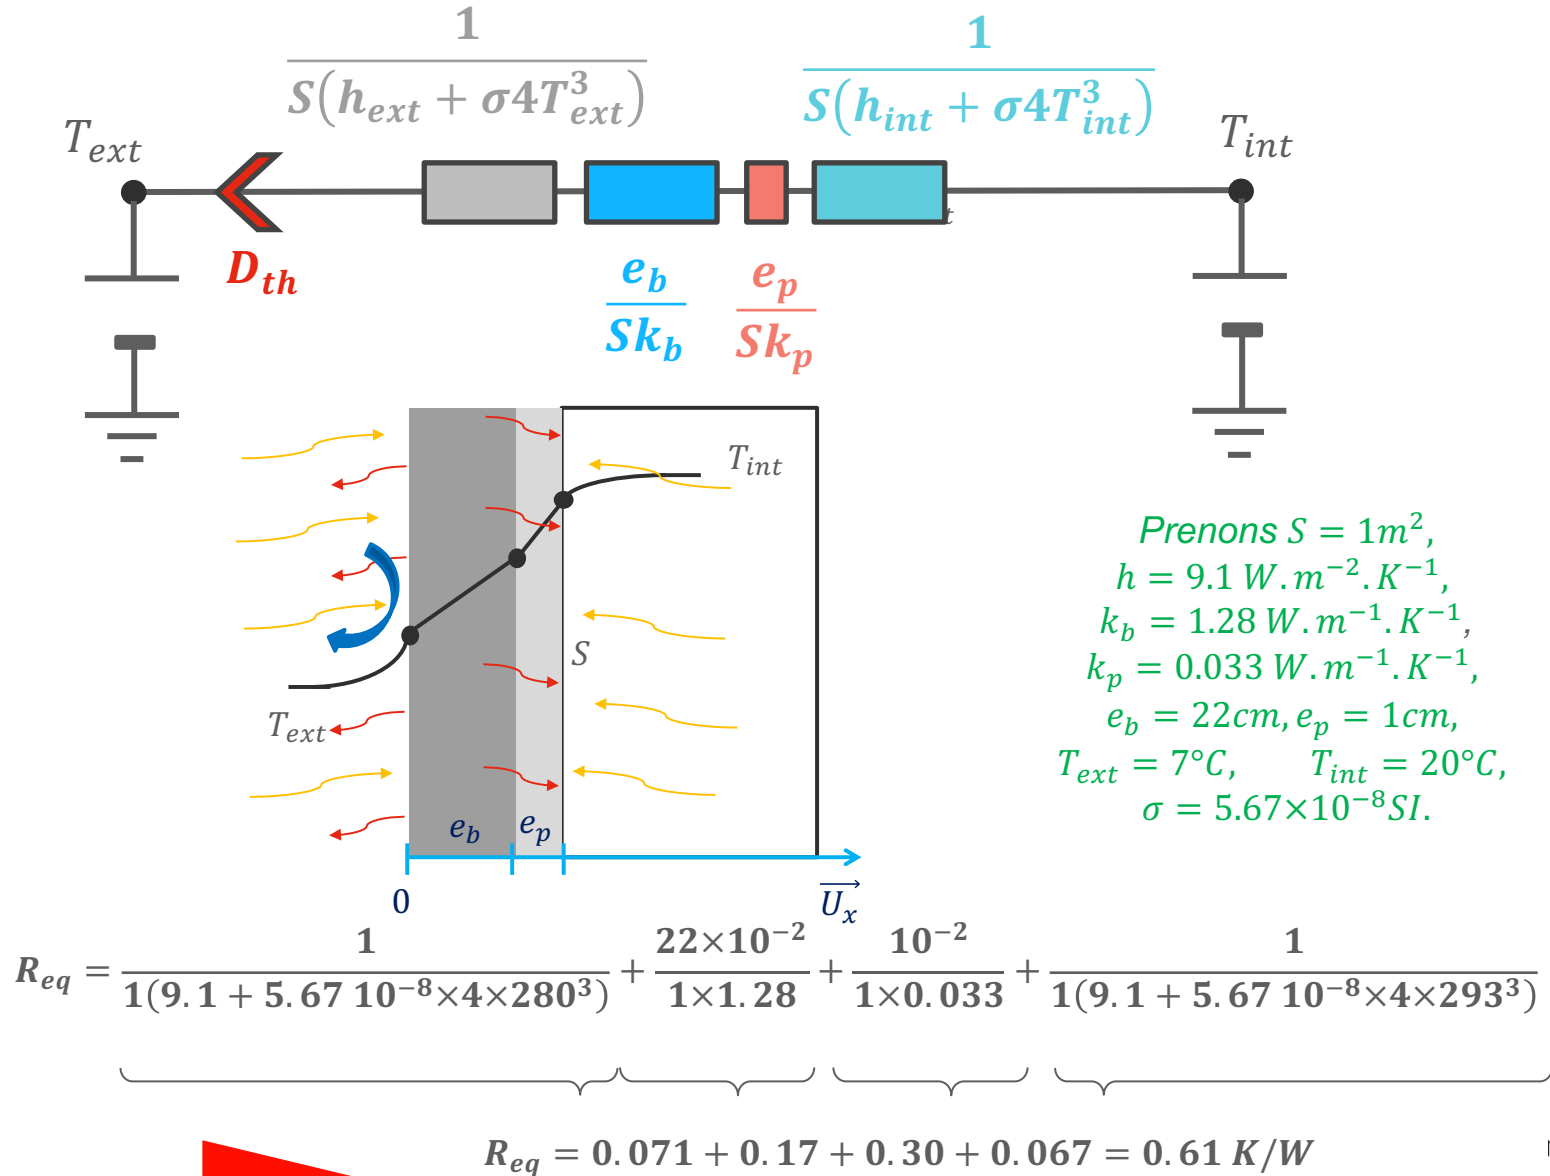 1/(S(h_ext + σ4T_ext^3))
1/(S(h_int + σ4T_int^3))
T_ext
T_int
t
D_th
e_b/(Sk_b)
e_p/(Sk_p)
T_int
Prenons S = 1m²,
h = 9.1 W.m⁻².K⁻¹,
k_b = 1.28 W.m⁻¹.K⁻¹,
S
k_p = 0.033 W.m⁻¹.K⁻¹,
T_ext
e_b = 22cm, e_p = 1cm,
T_ext = 7°C, T_int = 20°C,
σ = 5.67×10⁻⁸SI.
e_b e_p
0
U_x→
R_eq = 1/(1(9.1 + 5.67 10⁻⁸×4×280³)) + (22×10⁻²)/(1×1.28) + 10⁻²/(1×0.033) + 1/(1(9.1 + 5.67 10⁻⁸×4×293³))
R_eq = 0.071 + 0.17 + 0.30 + 0.067 = 0.61 K/W